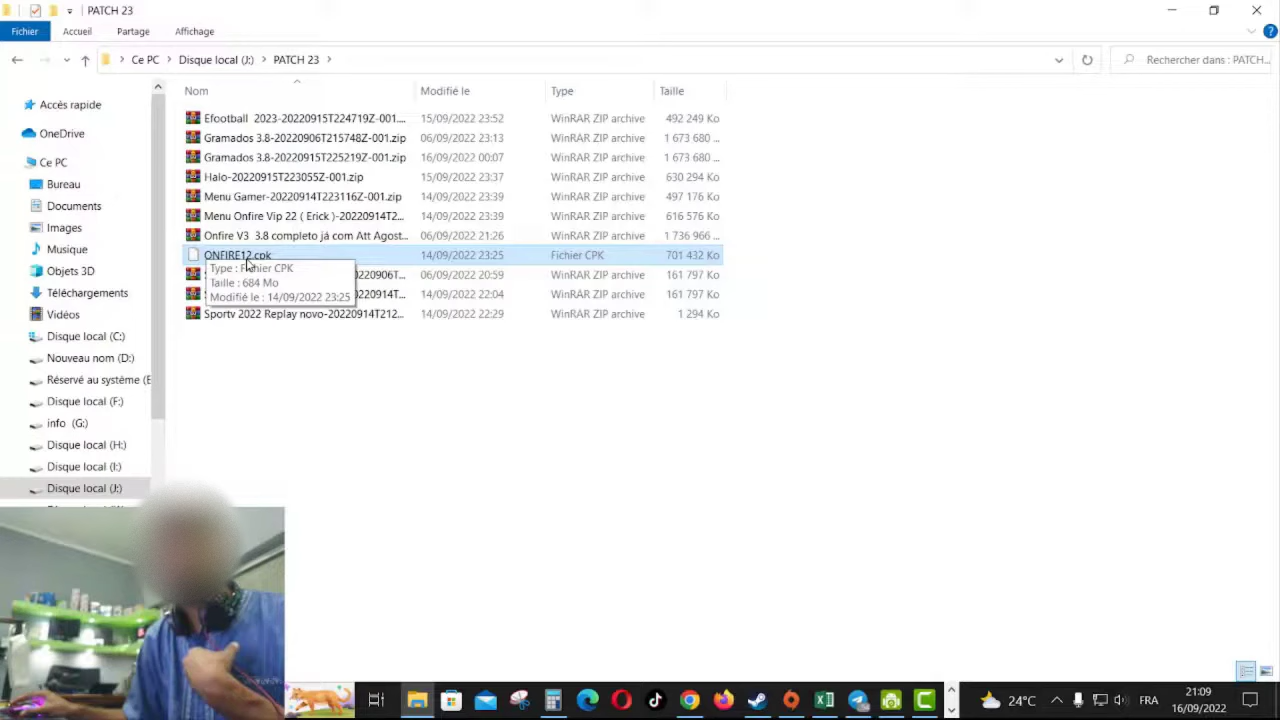 PATCH 23
Fichier Accueil Partage Affichage
Ce PC Disque local (J:) PATCH 23 Rechercher dans : PATCH...
Nom Modifié le Type Taille
Accès rapide
OneDrive
Ce PC
Bureau
Documents
Images
Musique
Objets 3D
Téléchargements
Vidéos
Disque local (C:)
Nouveau nom (D:)
Réservé au système (E
Disque local (F:)
info (G:)
Disque local (H:)
Disque local (I:)
Disque local (J:)
Efootball 2023-20220915T224719Z-001.... 15/09/2022 23:52 WinRAR ZIP archive 492 249 Ko
Gramados 3.8-20220906T215748Z-001.zip 06/09/2022 23:13 WinRAR ZIP archive 1 673 680 ...
Gramados 3.8-20220915T225219Z-001.zip 16/09/2022 00:07 WinRAR ZIP archive 1 673 680 ...
Halo-20220915T223055Z-001.zip 15/09/2022 23:37 WinRAR ZIP archive 630 294 Ko
Menu Gamer-20220914T223116Z-001.zip 14/09/2022 23:39 WinRAR ZIP archive 497 176 Ko
Menu Onfire Vip 22 ( Erick )-20220914T2... 14/09/2022 23:39 WinRAR ZIP archive 616 576 Ko
Onfire V3 3.8 completo já com Att Agost... 06/09/2022 21:26 WinRAR ZIP archive 1 736 966 ...
ONFIRE12.cpk 14/09/2022 23:25 Fichier CPK 701 432 Ko
-20220906T... 06/09/2022 20:59 WinRAR ZIP archive 161 797 Ko
-20220914T... 14/09/2022 22:04 WinRAR ZIP archive 161 797 Ko
Sportv 2022 Replay novo-20220914T212... 14/09/2022 22:29 WinRAR ZIP archive 1 294 Ko
Type : Fichier CPK
Taille : 684 Mo
Modifié le : 14/09/2022 23:25
24°C FRA 21:09
16/09/2022